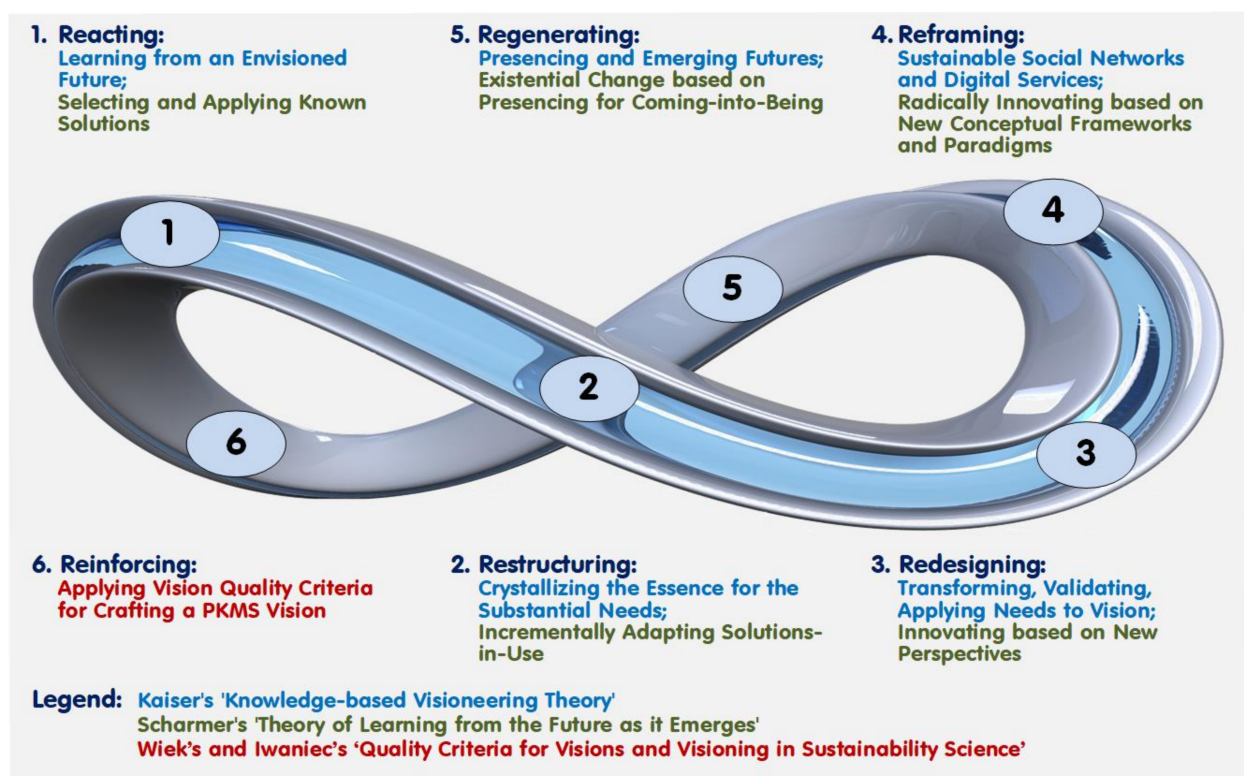 1. Reacting:
Learning from an Envisioned
Future;
Selecting and Applying Known
Solutions
5. Regenerating:
Presencing and Emerging Futures;
Existential Change based on
Presencing for Coming-into-Being
4. Reframing:
Sustainable Social Networks
and Digital Services;
Radically Innovating based on
New Conceptual Frameworks
and Paradigms
1
4
5
2
6
3
6. Reinforcing:
Applying Vision Quality Criteria
for Crafting a PKMS Vision
2. Restructuring:
Crystallizing the Essence for the
Substantial Needs;
Incrementally Adapting Solutions-
in-Use
3. Redesigning:
Transforming, Validating,
Applying Needs to Vision;
Innovating based on New
Perspectives
Legend: Kaiser's 'Knowledge-based Visioneering Theory'
Scharmer's 'Theory of Learning from the Future as it Emerges'
Wiek’s and Iwaniec’s ‘Quality Criteria for Visions and Visioning in Sustainability Science’